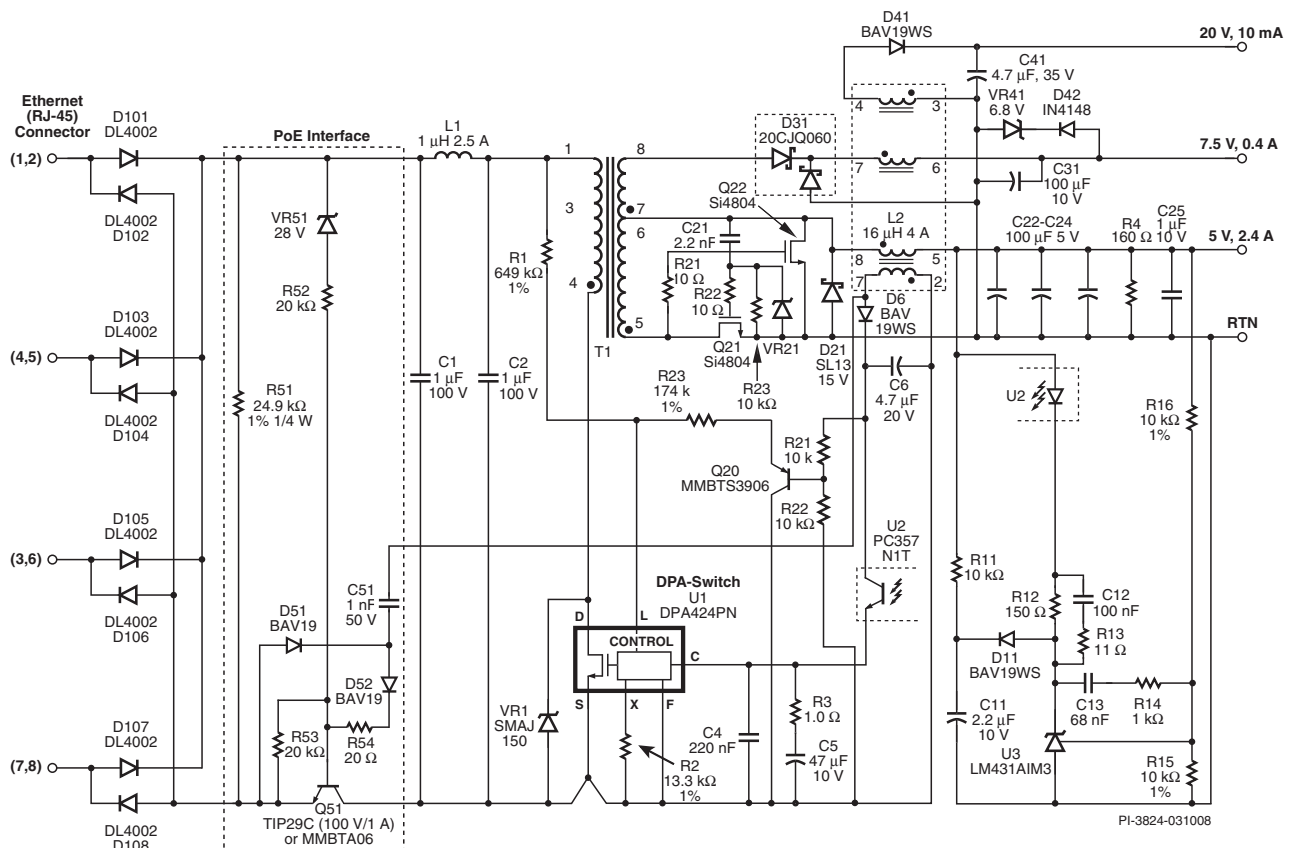 D41
BAV19WS
20 V, 10 mA
C41
4.7 µF, 35 V
Ethernet
(RJ-45)
Connector
D101
DL4002
PoE Interface
L1
1 µH 2.5 A
D31
20CJQ060
4
3
VR41
6.8 V
D42
IN4148
(1,2)
1
8
7
6
7.5 V, 0.4 A
DL4002
D102
VR51
28 V
3
7
6
Q22
Si4804
C31
100 µF
10 V
C21
2.2 nF
L2
16 µH 4 A
C22-C24
100 µF 5 V
R4
160 Ω
C25
1 µF
10 V
5 V, 2.4 A
R1
649 kΩ
1%
R21
10 Ω
8
5
7
2
R52
20 kΩ
4
R22
10 Ω
D6
BAV
19WS
D103
DL4002
5
RTN
(4,5)
T1
Q21
Si4804
VR21
D21
SL13
15 V
C1
1 µF
100 V
C2
1 µF
100 V
R23
174 k
1%
R23
10 kΩ
C6
4.7 µF
20 V
U2
R51
24.9 kΩ
1% 1/4 W
DL4002
D104
R16
10 kΩ
1%
R21
10 k
Q20
MMBTS3906
R22
10 kΩ
D105
DL4002
U2
PC357
N1T
(3,6)
R11
10 kΩ
C51
1 nF
50 V
DPA-Switch
U1
DPA424PN
R12
150 Ω
C12
100 nF
DL4002
D106
D51
BAV19
D
L
CONTROL
C
R13
11 Ω
D11
BAV19WS
D52
BAV19
S
X
F
VR1
SMAJ
150
R3
1.0 Ω
C13
68 nF
R14
1 kΩ
D107
DL4002
R53
20 kΩ
R54
20 Ω
C4
220 nF
C11
2.2 µF
10 V
C5
47 µF
10 V
U3
LM431AIM3
(7,8)
R2
13.3 kΩ
1%
R15
10 kΩ
1%
DL4002
D108
Q51
TIP29C (100 V/1 A)
or MMBTA06
PI-3824-031008